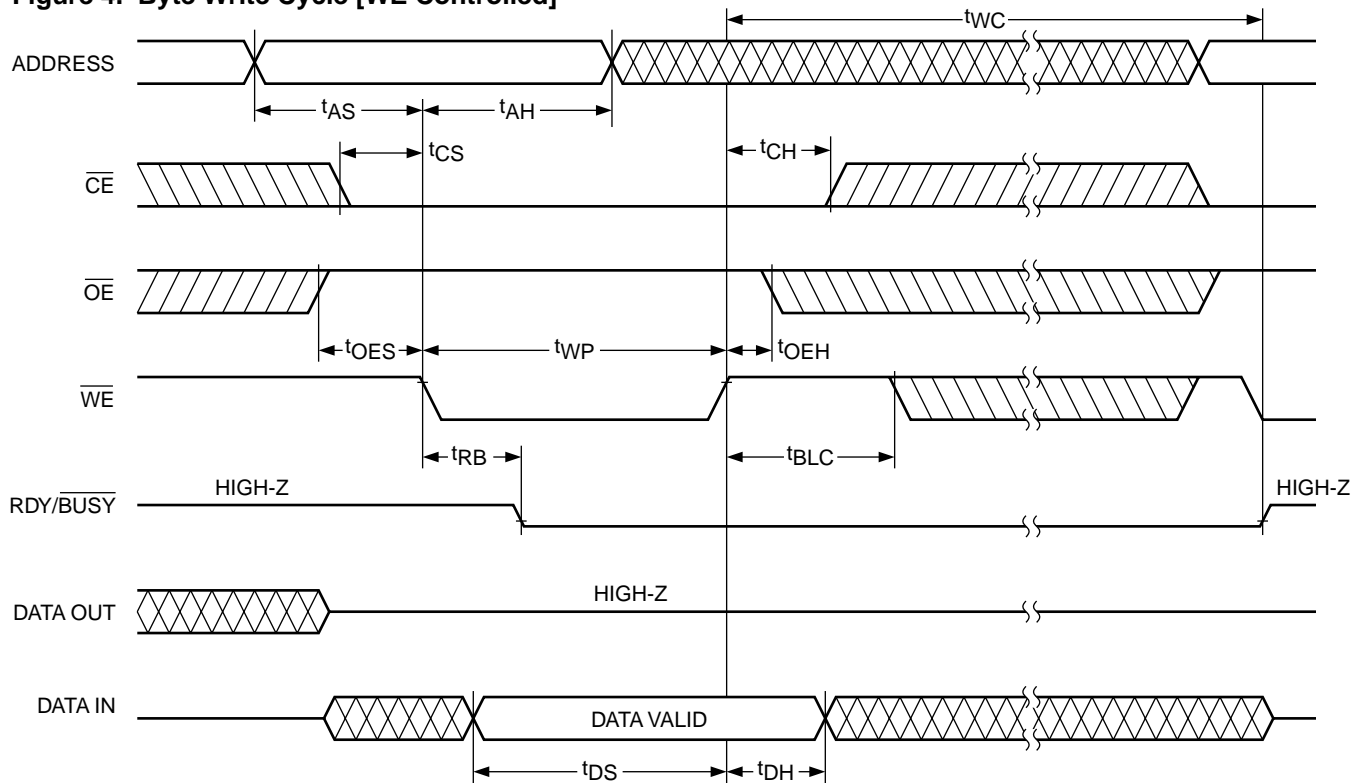 Figure 4. Byte Write Cycle [WE Controlled]
tWC
ADDRESS
tAS
tAH
tCS
tCH
CE
OE
tOES
tWP
tOEH
WE
tRB
tBLC
HIGH-Z
RDY/BUSY
HIGH-Z
DATA OUT
HIGH-Z
DATA IN
DATA VALID
tDS
tDH